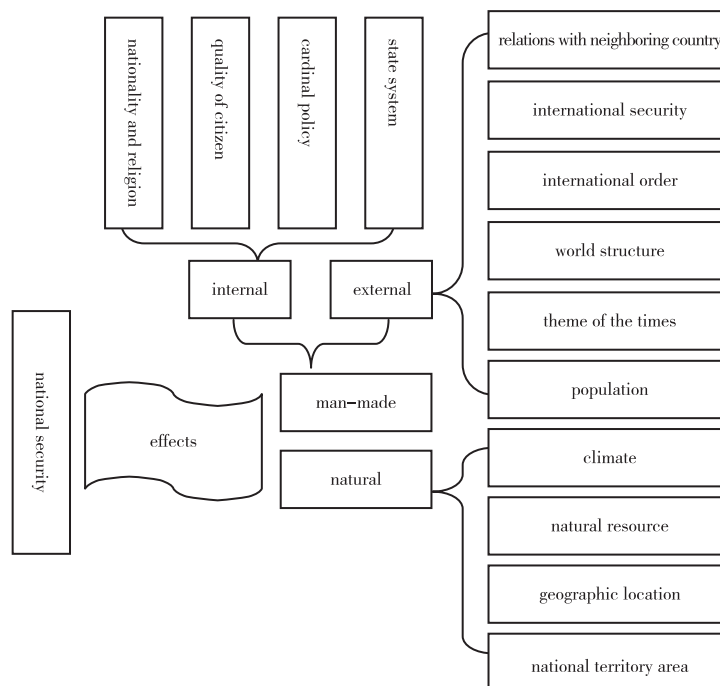 nationality and religion
quality of citizen
cardinal policy
state system
relations with neighboring country
international security
international order
world structure
theme of the times
population
internal
external
man-made
national security
effects
natural
climate
natural resource
geographic location
national territory area